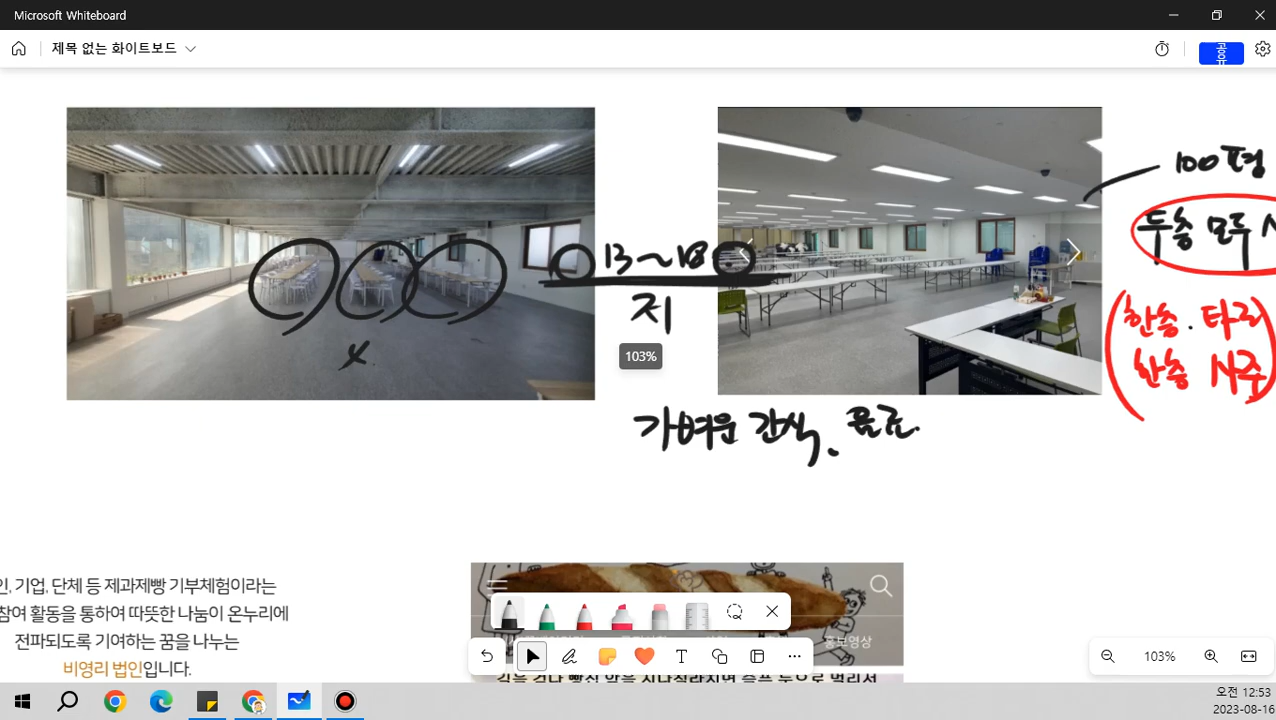 Microsoft Whiteboard
제목 없는 화이트보드
공유
100평
두층 모두 사
13~18
지
(한층. 타로
한층 사주)
103%
가벼운 간식. 음료.
인, 기업, 단체 등 제과제빵 기부체험이라는
참여 활동을 통하여 따뜻한 나눔이 온누리에
전파되도록 기여하는 꿈을 나누는
비영리 법인입니다.
홍보영상
103%
오전 12:53
2023-08-16